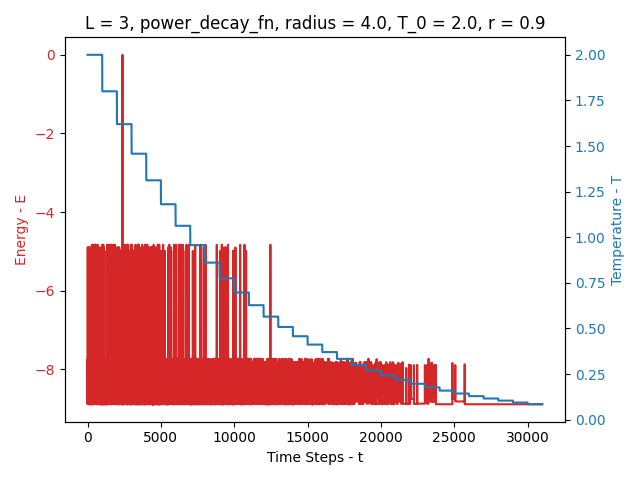 L = 3, power_decay_fn, radius = 4.0, T_0 = 2.0, r = 0.9
Energy - E
0
−2
−4
−6
−8
2.00
1.75
1.50
1.25
1.00
0.75
0.50
0.25
0.00
Temperature - T
0 5000 10000 15000 20000 25000 30000
Time Steps - t